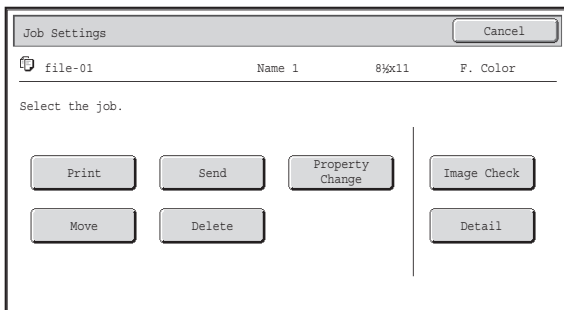 Job Settings Cancel
file-01 Name 1 8½x11 F. Color
Select the job.
Print Send Property Change Image Check
Move Delete Detail